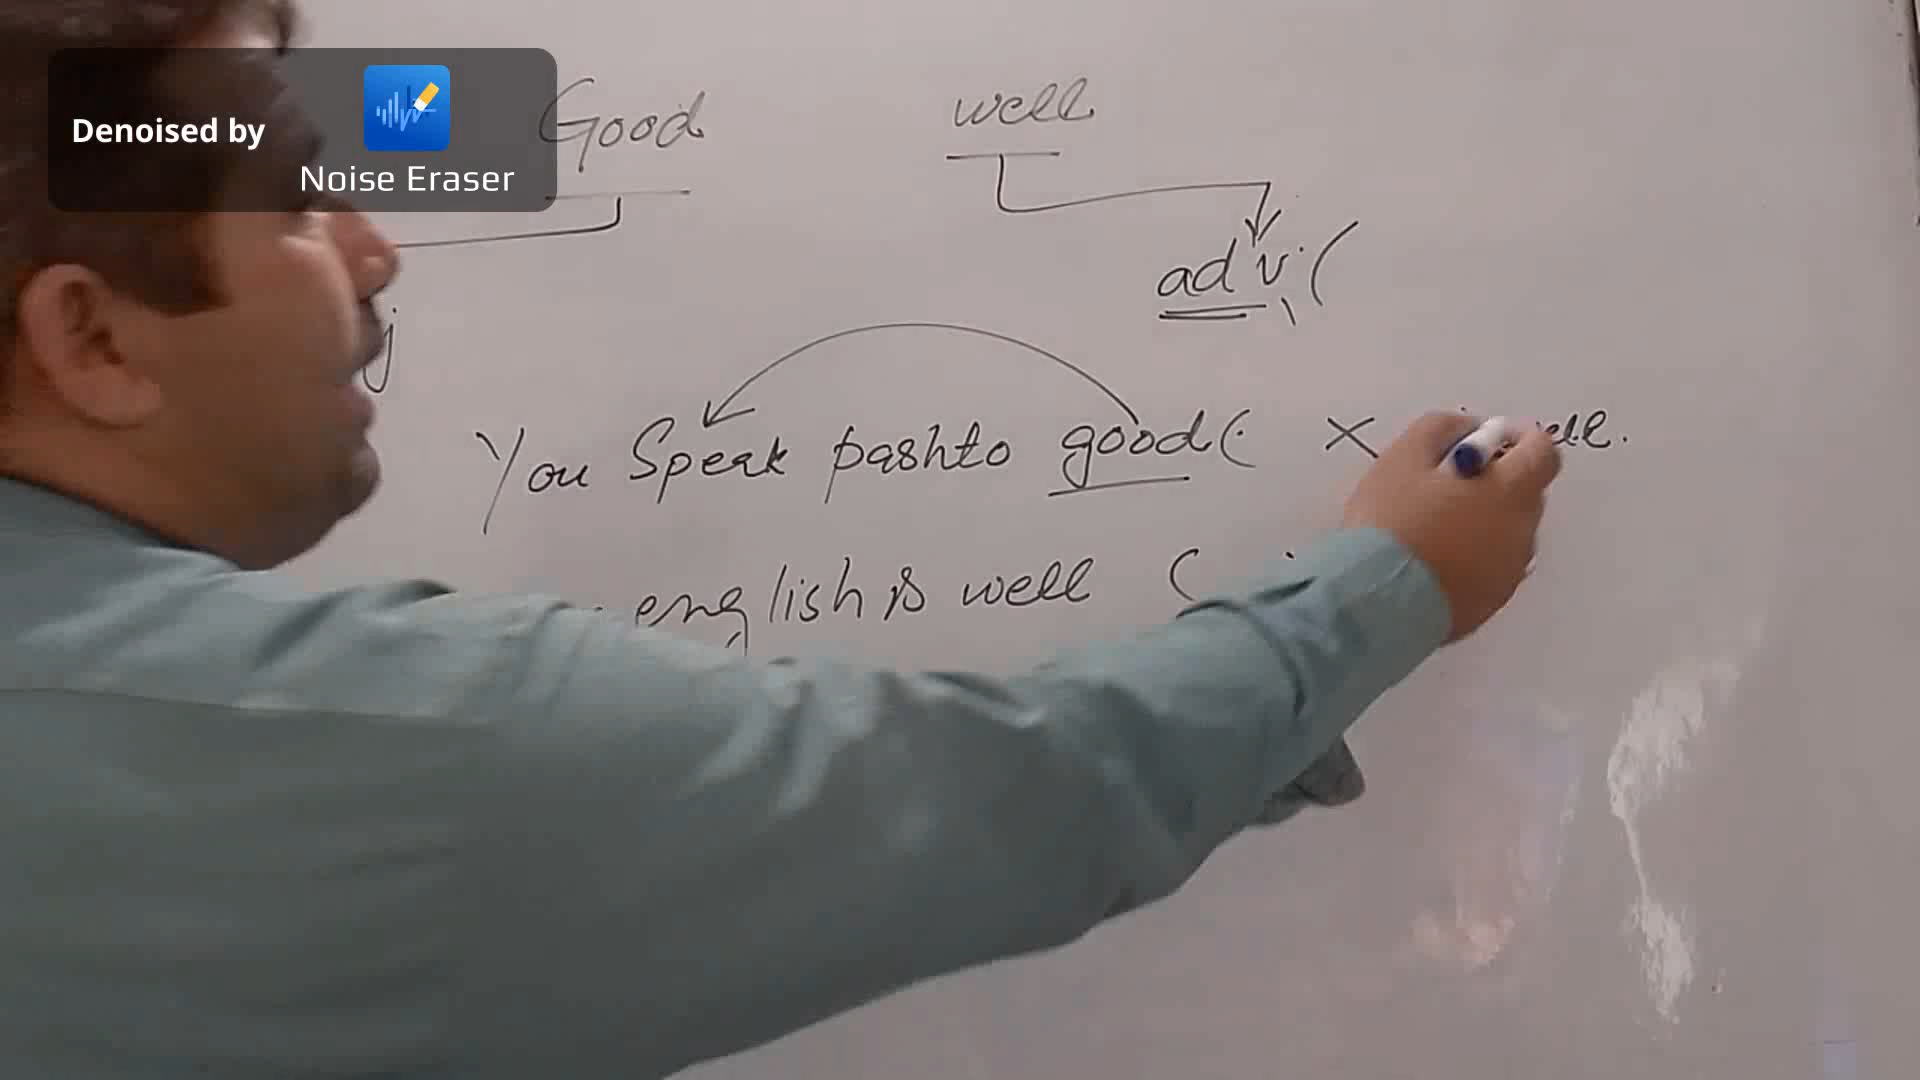 Denoised by
Noise Eraser
Good well
adv. (
You Speak pashto good ( X
english is well (